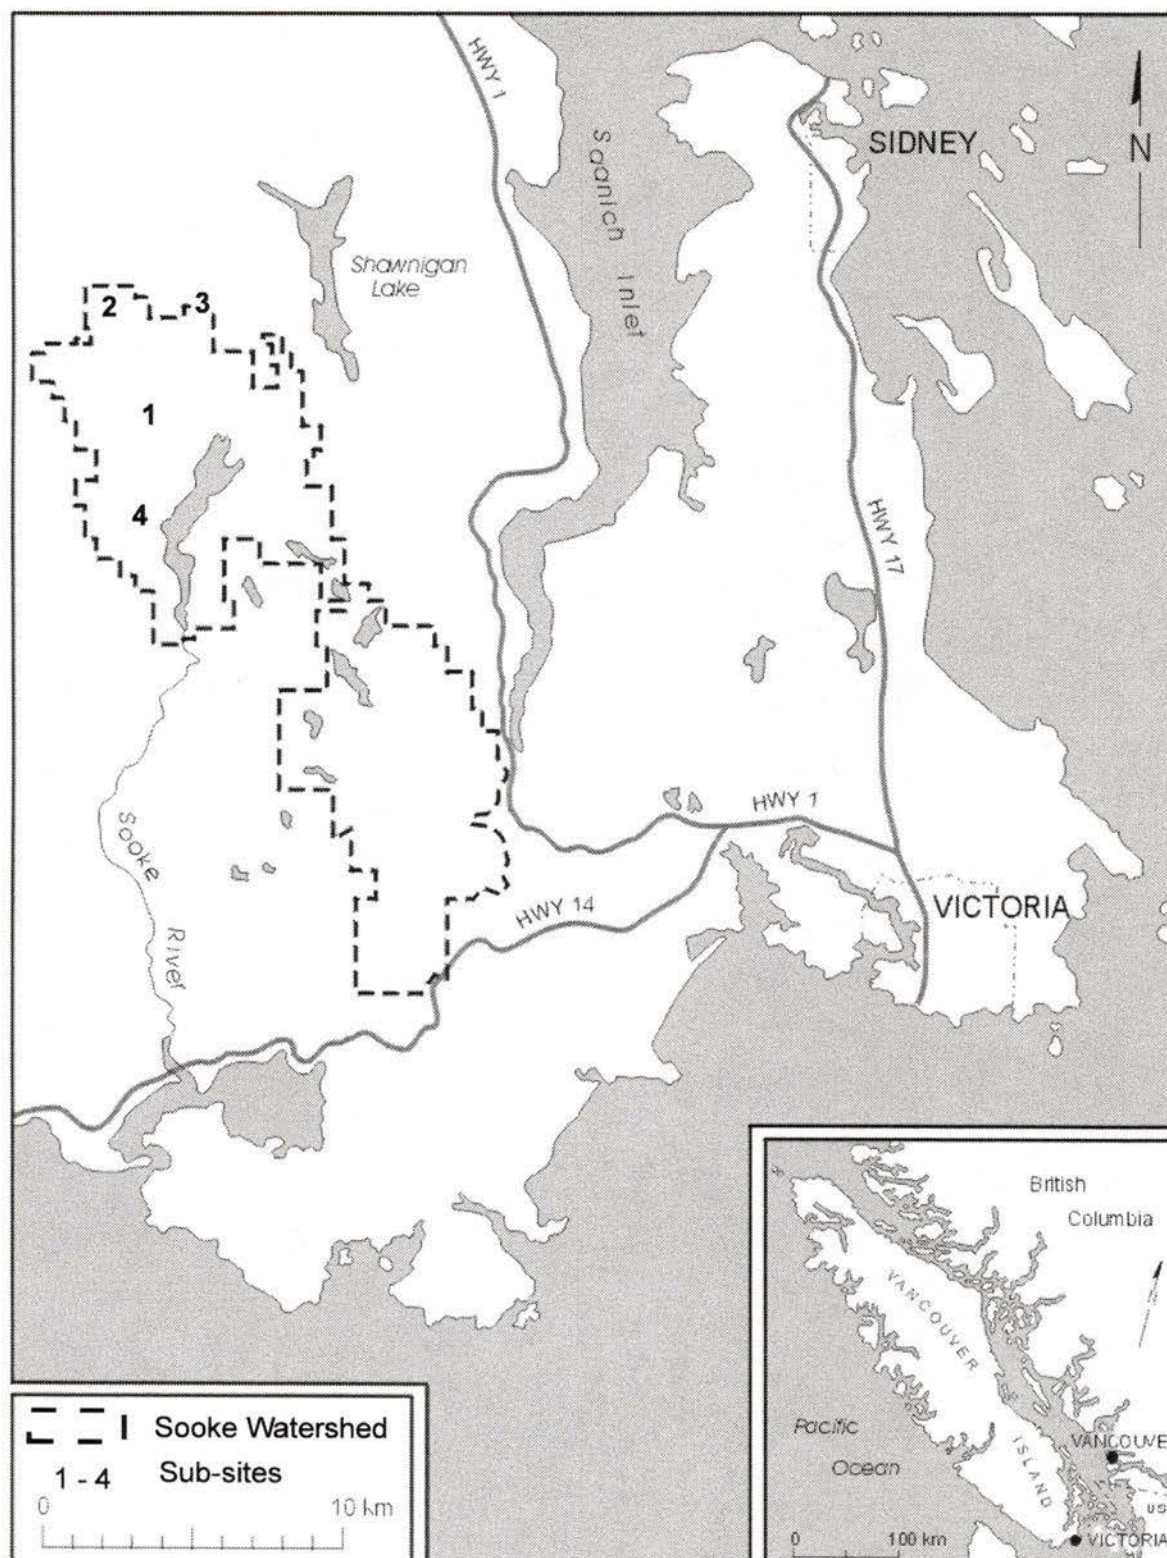 HWY 1
Saanich Inlet
SIDNEY
N
Shawnigan
Lake
2
3
1
4
HWY 17
HWY 1
Sooke
River
HWY 14
VICTORIA
British
Columbia
VANCOUVER
ISLAND
Pacific
Ocean
VANCOUVE
US
VICTORIA
0 100 km
Sooke Watershed
1 - 4 Sub-sites
0 10 km